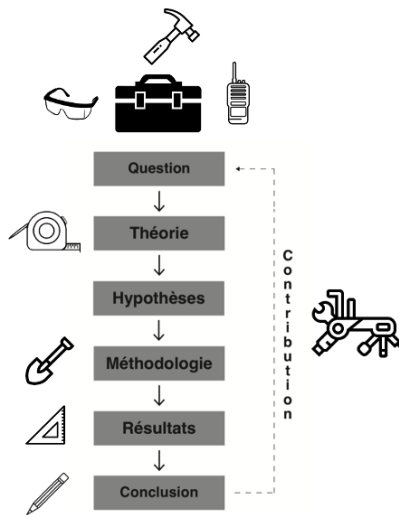 Question
Théorie
Hypothèses
Méthodologie
Résultats
Conclusion
Contribution